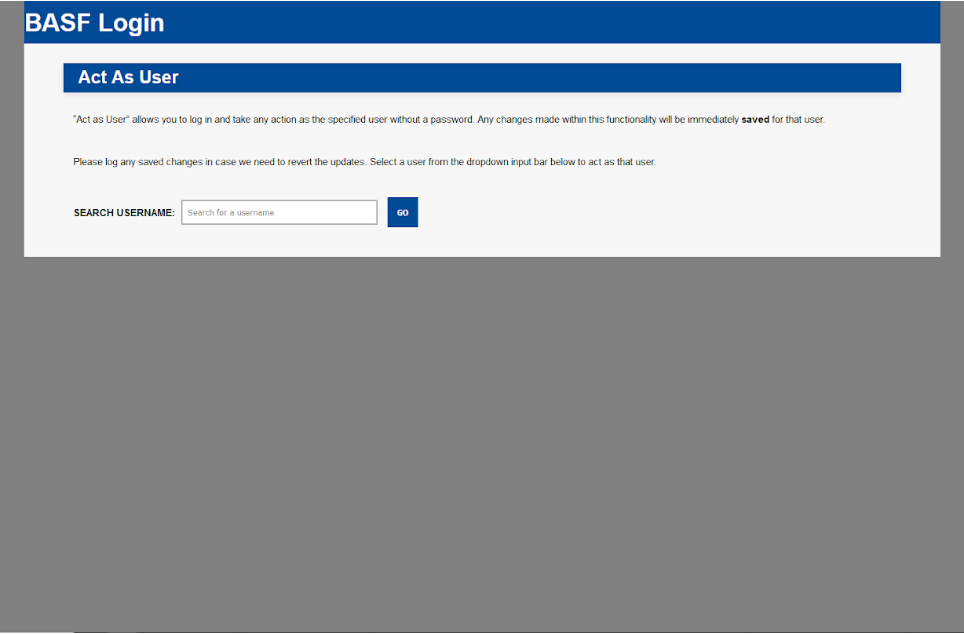 BASF Login
Act As User
"Act as User" allows you to log in and take any action as the specified user without a password. Any changes made within this functionality will be immediately saved for that user.
Please log any saved changes in case we need to revert the updates. Select a user from the dropdown input bar below to act as that user.
SEARCH USERNAME: Search for a username GO